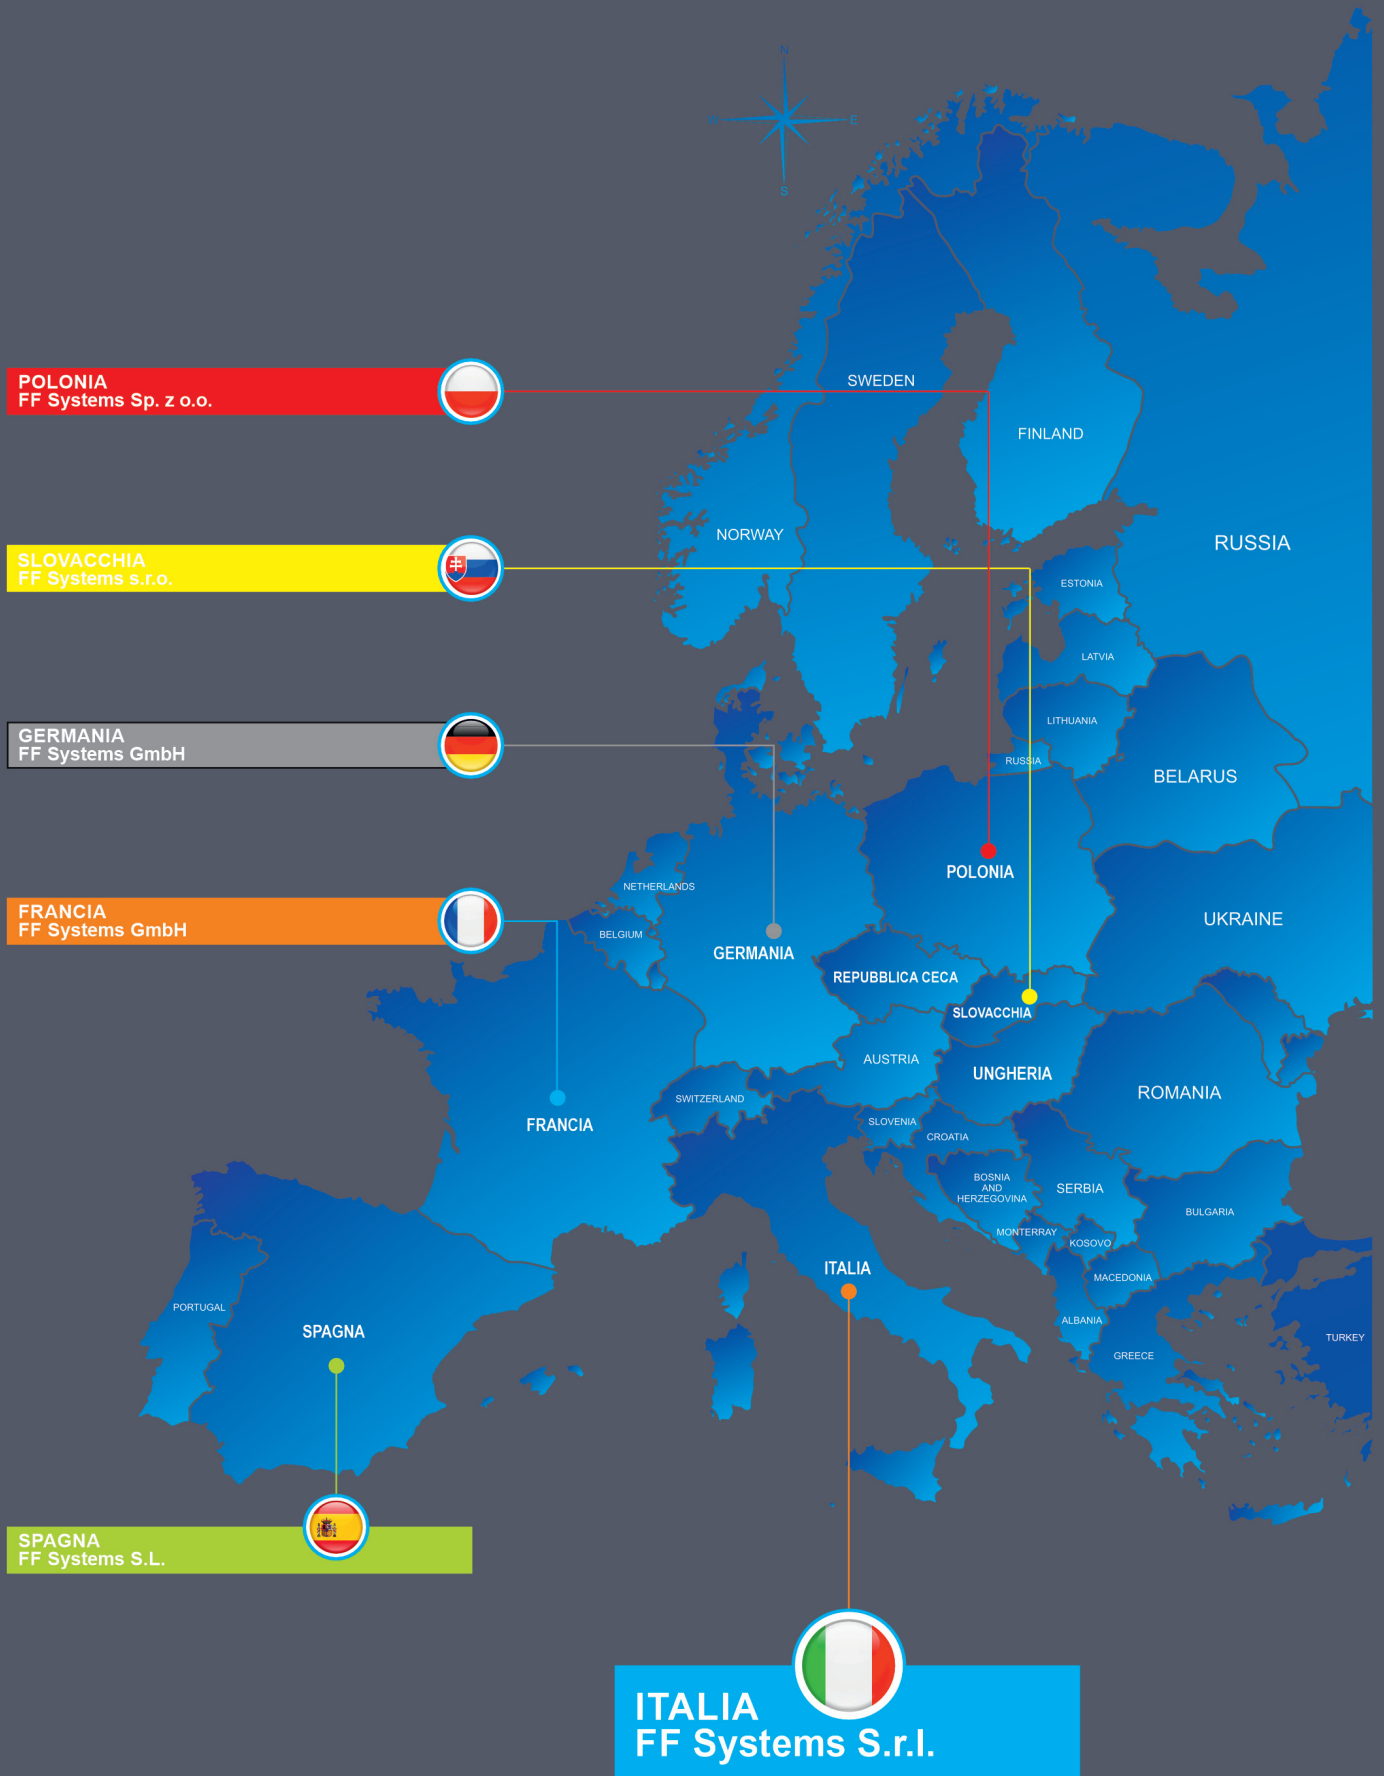 N
W
E
S
POLONIA
FF Systems Sp. z o.o.
SWEDEN
FINLAND
NORWAY
RUSSIA
SLOVACCHIA
FF Systems s.r.o.
ESTONIA
LATVIA
LITHUANIA
GERMANIA
FF Systems GmbH
RUSSIA
BELARUS
POLONIA
NETHERLANDS
FRANCIA
FF Systems GmbH
BELGIUM
UKRAINE
GERMANIA
REPUBBLICA CECA
SLOVACCHIA
AUSTRIA
UNGHERIA
ROMANIA
SWITZERLAND
FRANCIA
SLOVENIA
CROATIA
BOSNIA
AND
HERZEGOVINA
SERBIA
BULGARIA
MONTERRAY
KOSOVO
ITALIA
MACEDONIA
PORTUGAL
ALBANIA
SPAGNA
TURKEY
GREECE
SPAGNA
FF Systems S.L.
ITALIA
FF Systems S.r.l.